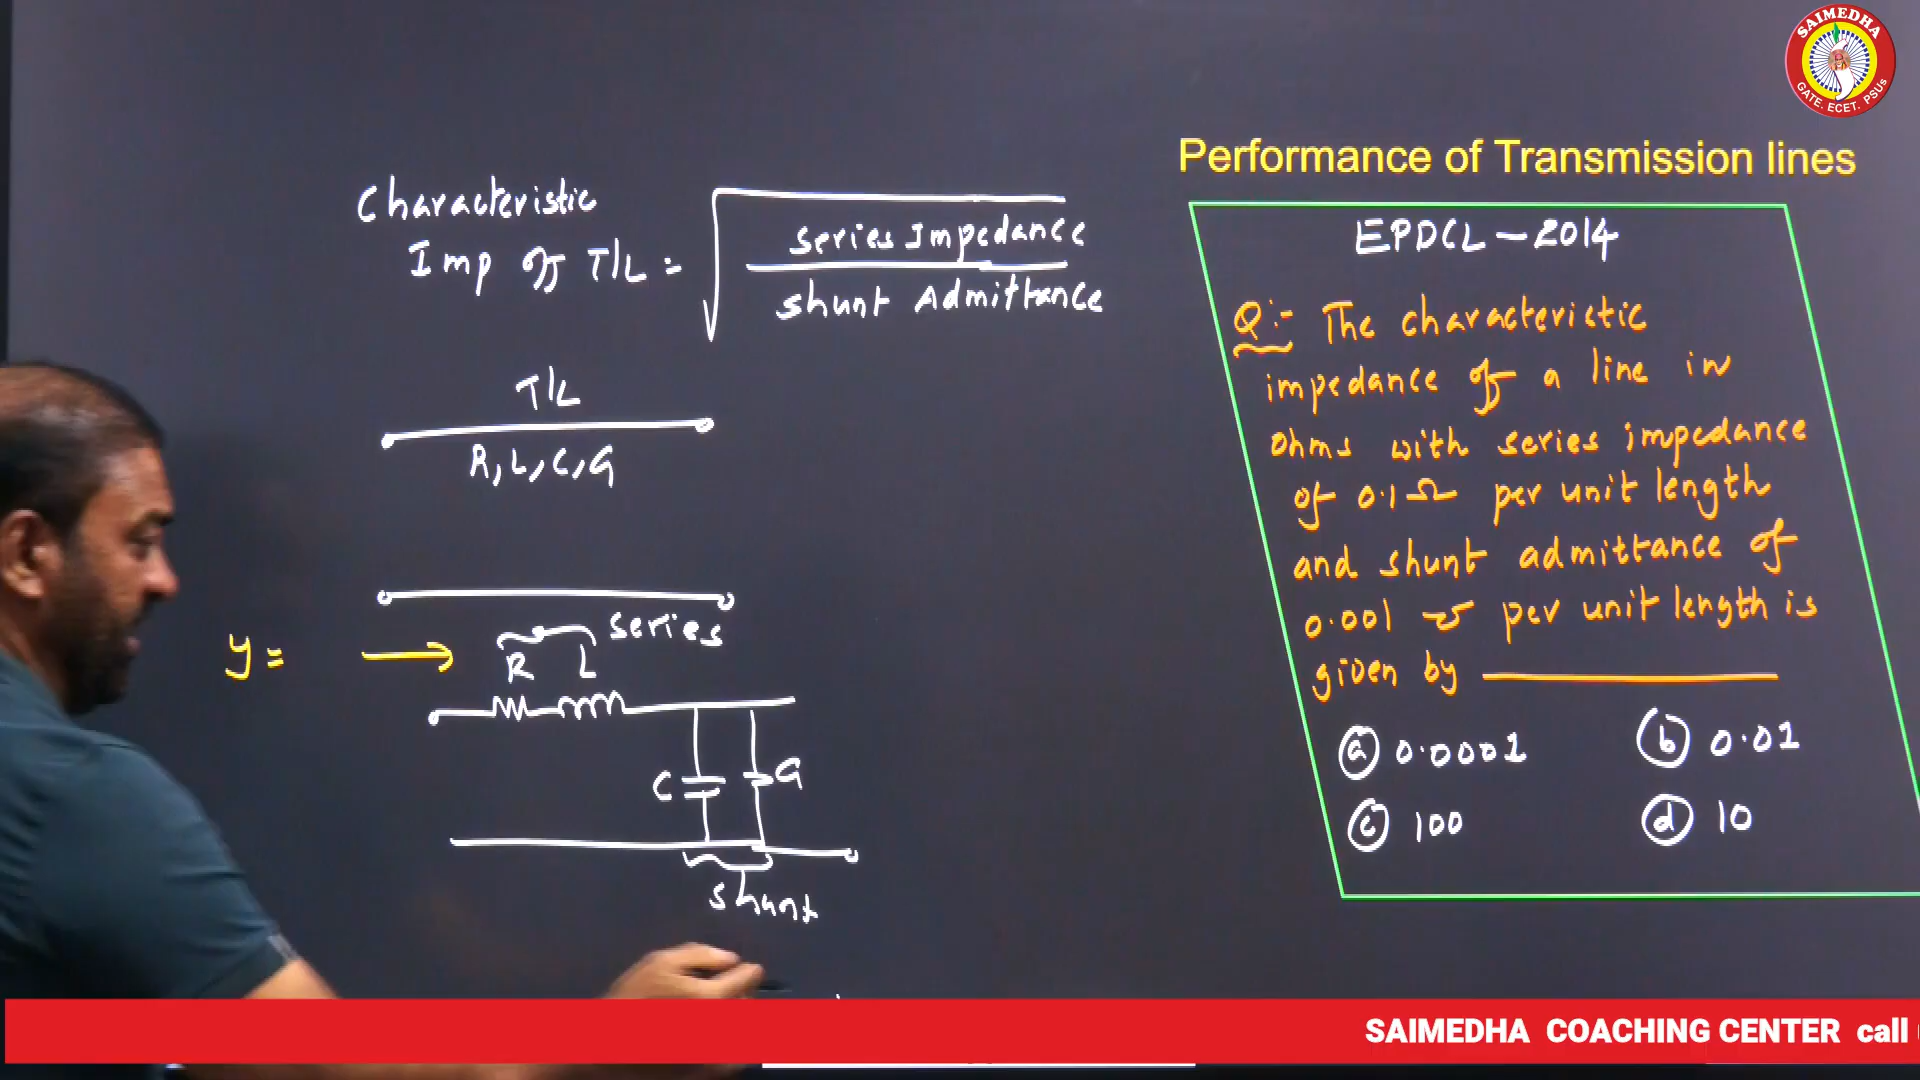 SAIMEDHA
GATE. ECET. PSUs
Performance of Transmission lines
Characteristic
Imp of T/L =
series Impedance
shunt Admittance
T/L
R, L, C, G
series
y =
R L
C
G
shunt
EPDCL - 2014
Q:- The characteristic
impedance of a line in
ohms with series impedance
of 0.1 Ω per unit length
and shunt admittance of
0.001 ℧ per unit length is
given by
(a) 0.0001
(b) 0.01
(c) 100
(d) 10
SAIMEDHA COACHING CENTER call